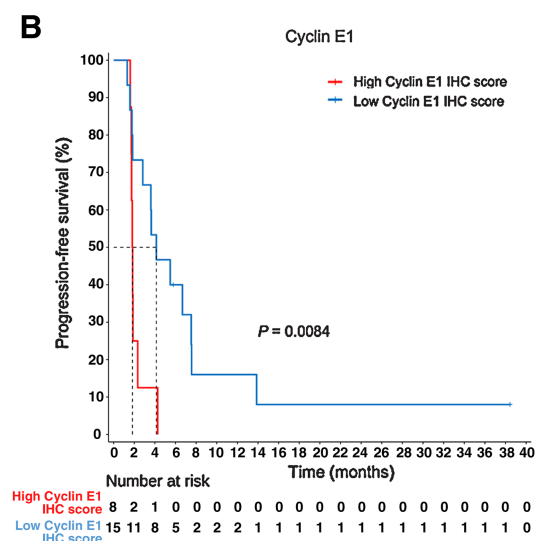 B
Cyclin E1
High Cyclin E1 IHC score
Low Cyclin E1 IHC score
Progression-free survival (%)
100
90
80
70
60
50
40
30
20
10
0
P = 0.0084
0 2 4 6 8 10 12 14 16 18 20 22 24 26 28 30 32 34 36 38 40
Time (months)
Number at risk
High Cyclin E1
IHC score
8 2 1 0 0 0 0 0 0 0 0 0 0 0 0 0 0 0 0 0 0
Low Cyclin E1
IHC score
15 11 8 5 2 2 2 1 1 1 1 1 1 1 1 1 1 1 1 1 0